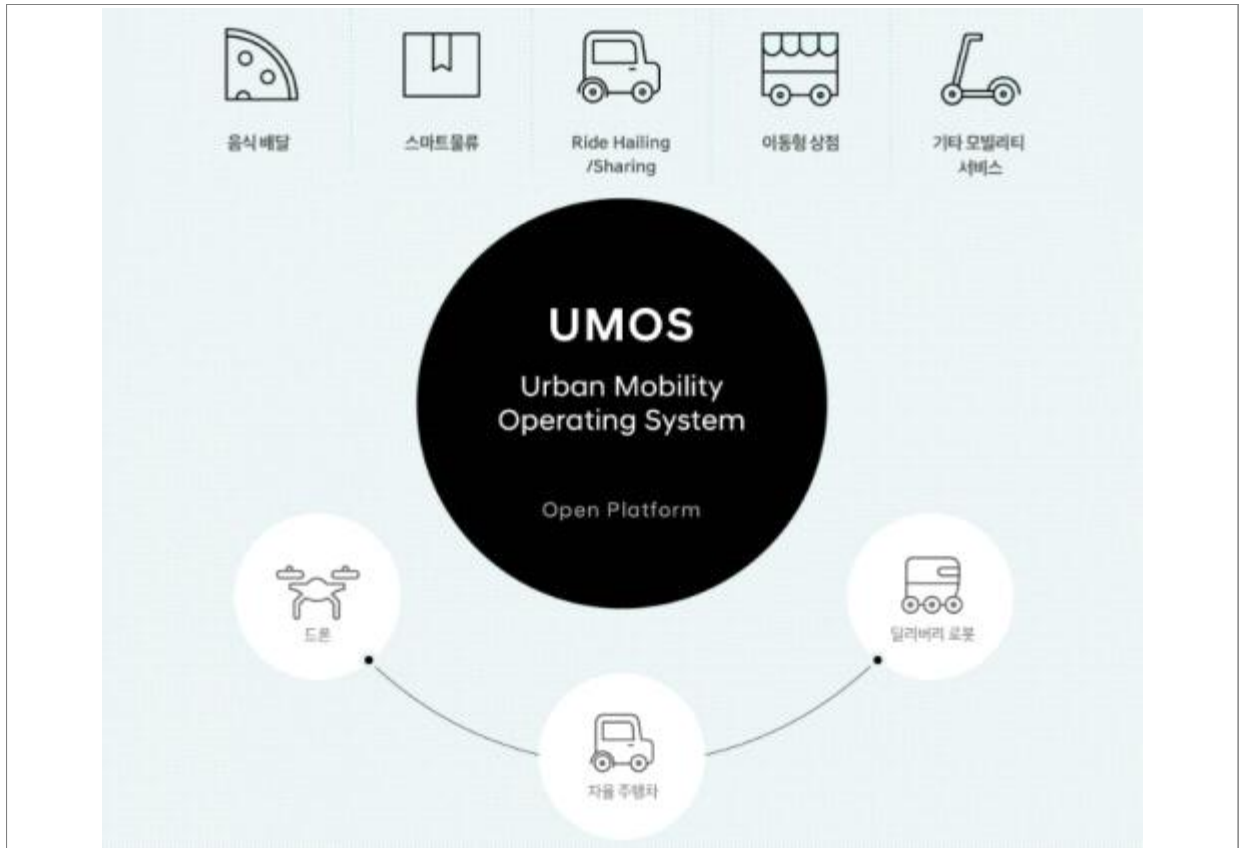 음식 배달
스마트물류
Ride Hailing
/Sharing
이동형 상점
기타 모빌리티
서비스
UMOS
Urban Mobility
Operating System
Open Platform
드론
딜리버리 로봇
자율 주행차